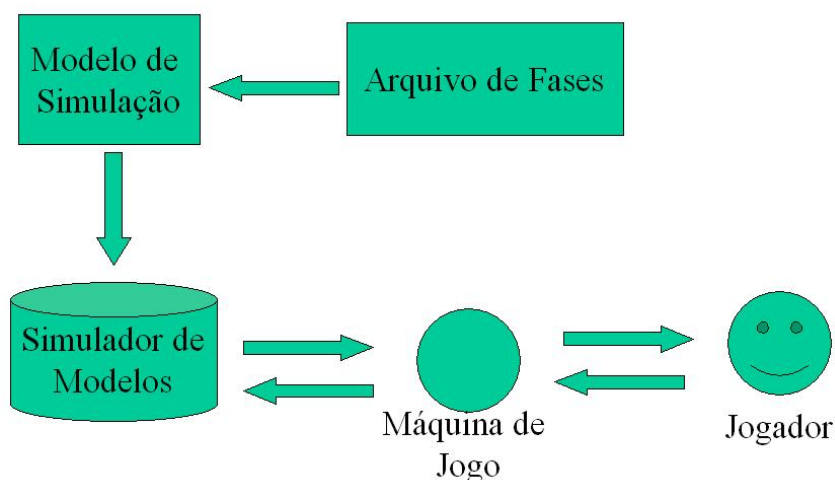 Modelo de
Simulação
Arquivo de Fases
Simulador de
Modelos
Máquina de
Jogo
Jogador